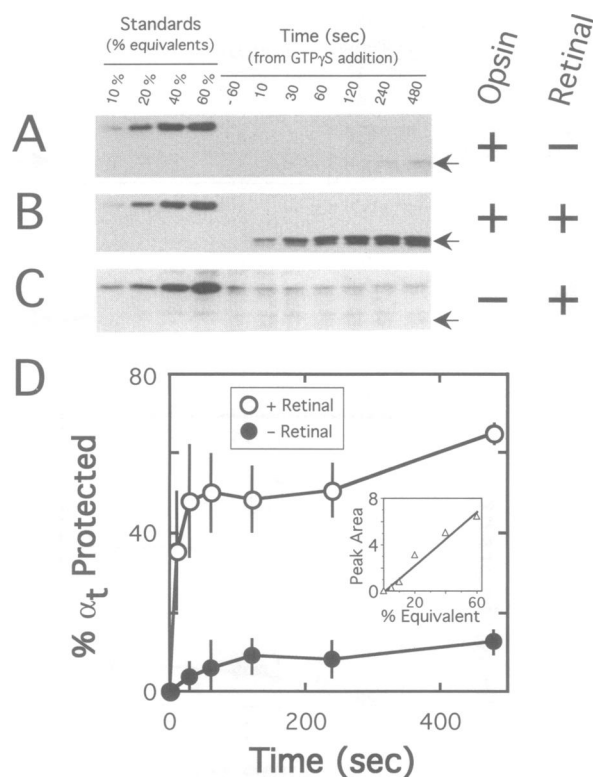 Standards
(% equivalents)
Time (sec)
(from GTPγS addition)
Opsin
Retinal
10 %
20 %
40 %
60 %
- 60
10
30
60
120
240
480
A
+
−
B
+
+
C
−
+
D
80
40
0
% αt Protected
+ Retinal
− Retinal
8
4
0
Peak Area
20
60
% Equivalent
0
200
400
Time (sec)